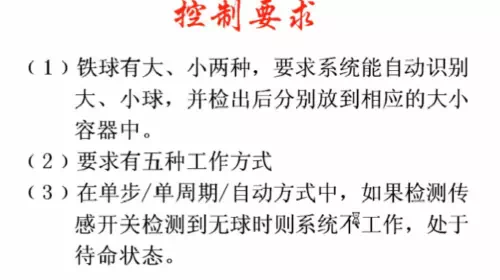 控制要求
（1）铁球有大、小两种，要求系统能自动识别
大、小球，并检出后分别放到相应的大小
容器中。
（2）要求有五种工作方式
（3）在单步/单周期/自动方式中，如果检测传
感开关检测到无球时则系统不工作，处于
待命状态。